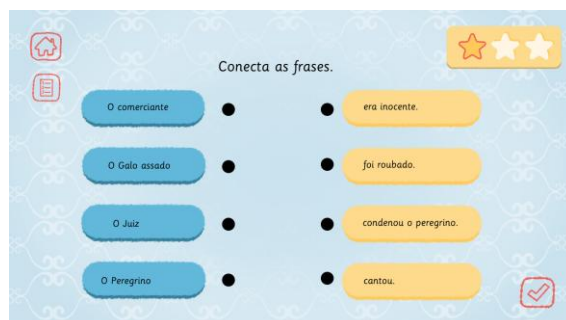 Conecta as frases.
O comerciante
era inocente.
O Galo assado
foi roubado.
O Juiz
condenou o peregrino.
O Peregrino
cantou.